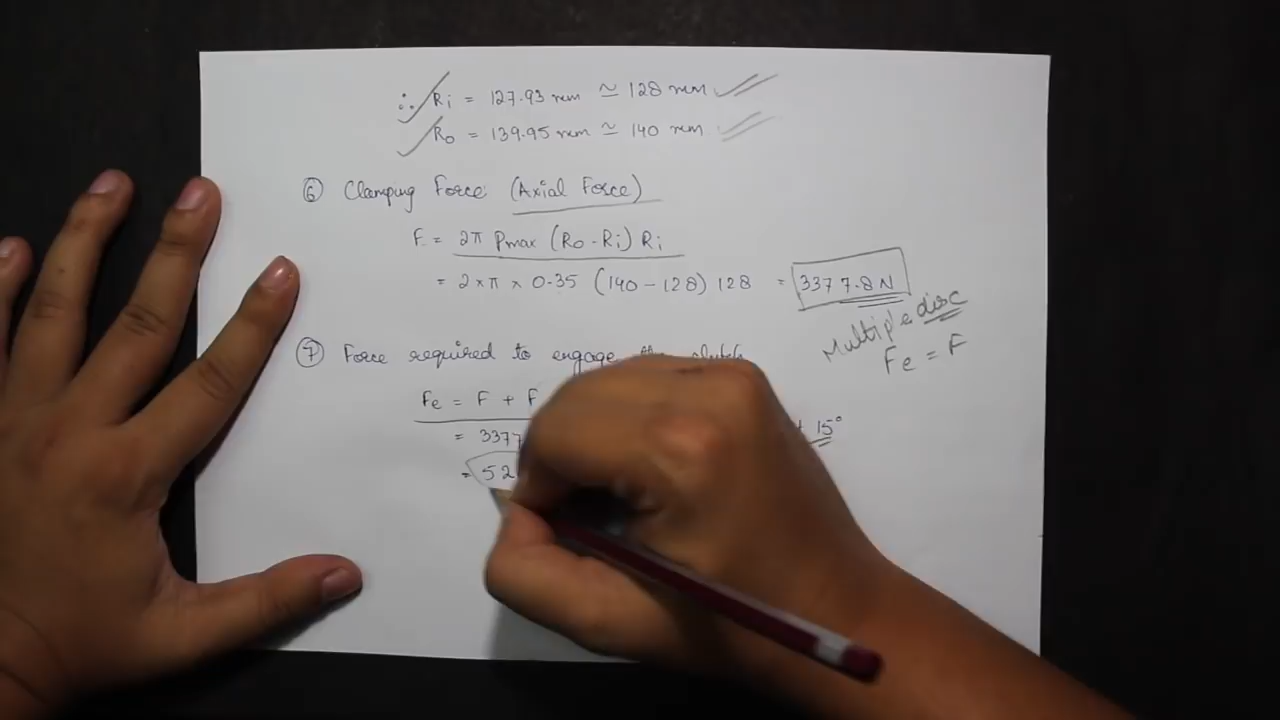 ∴ Ri = 127.93 mm ≃ 128 mm
Ro = 139.95 mm ≃ 140 mm
⑥ Clamping Force (Axial Force)
F = 2π Pmax (Ro - Ri) Ri
= 2 × π × 0.35 (140 - 128) 128 = 3377.8 N
Multiple disc
Fe = F
⑦ Force required to engage the clutch
Fe = F + F
= 3377
15°
= 52